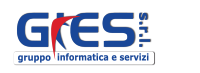 GIES s.r.l.
gruppo informatica e servizi